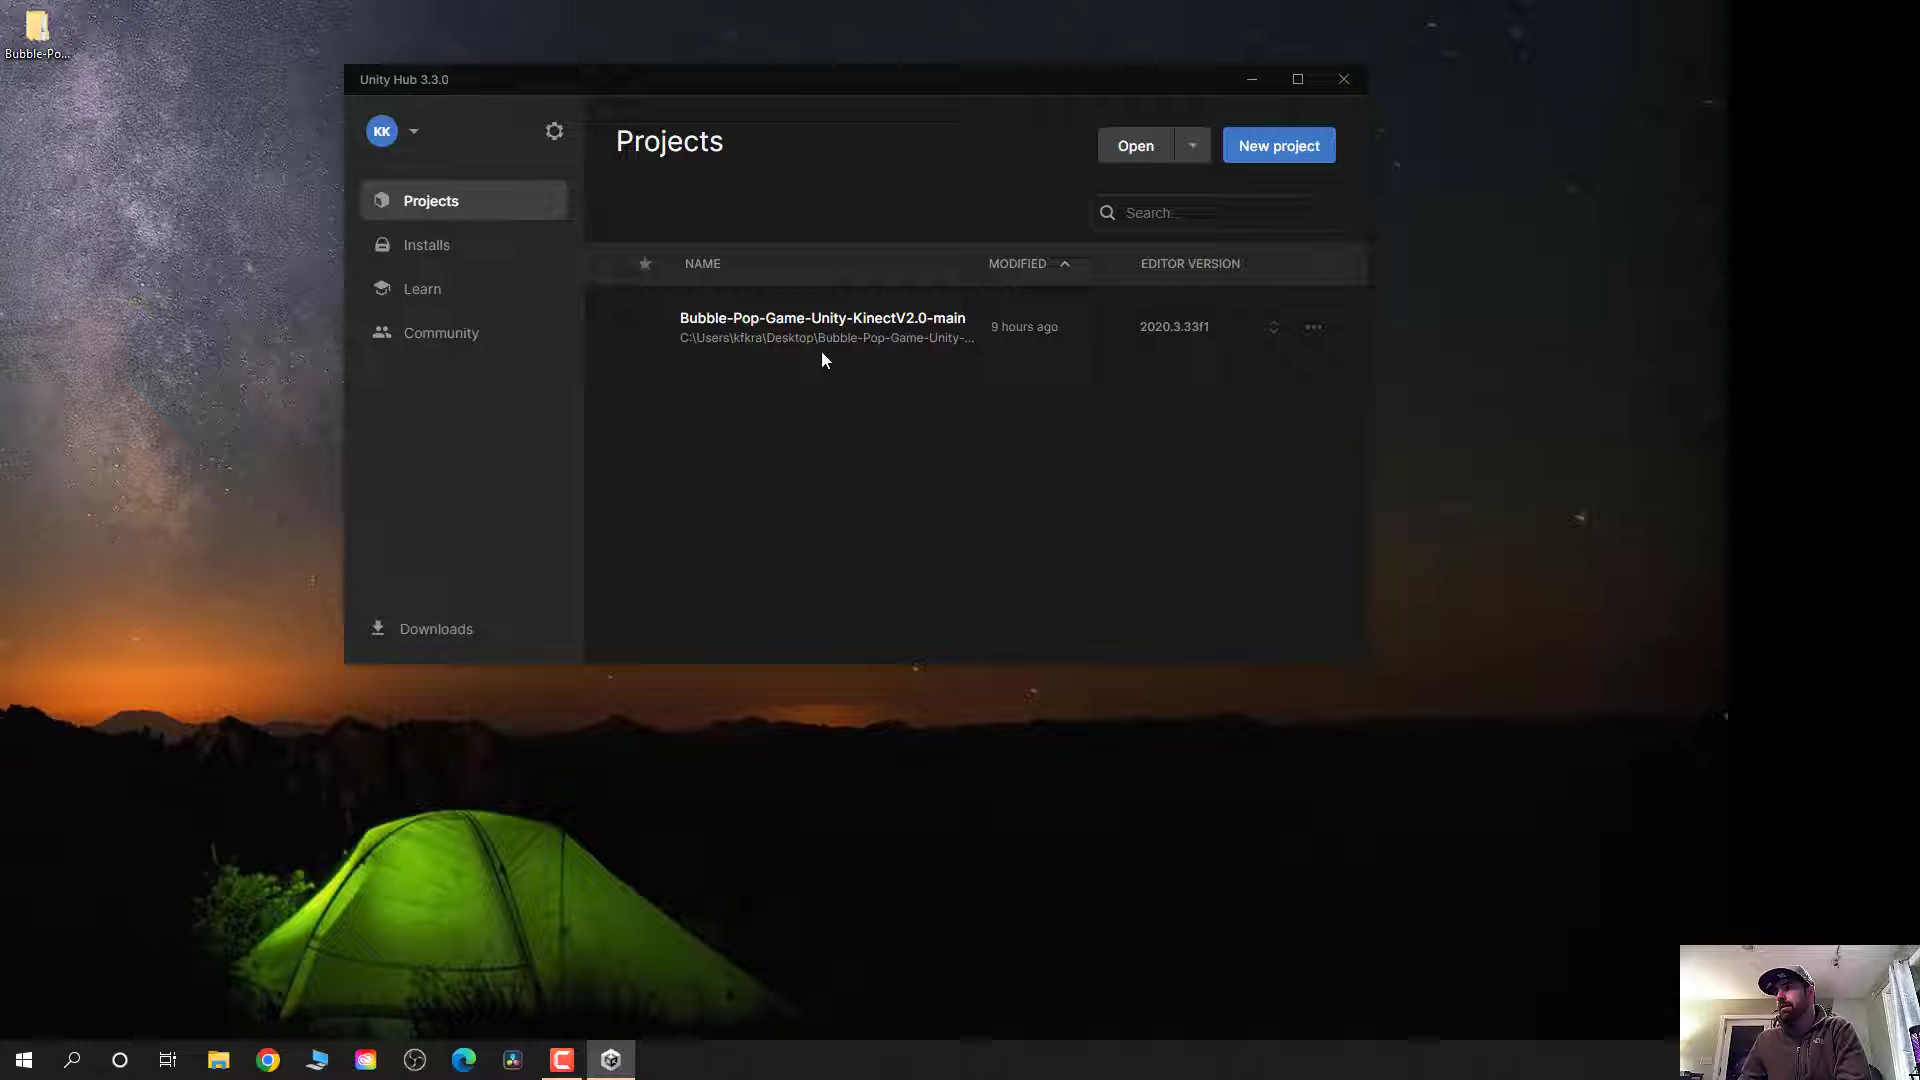 Bubble-Po...
Unity Hub 3.3.0
KK
Projects
Open
New project
Projects
Installs
Learn
Community
Downloads
Search...
NAME
MODIFIED
EDITOR VERSION
Bubble-Pop-Game-Unity-KinectV2.0-main
C:\Users\kfkra\Desktop\Bubble-Pop-Game-Unity-...
9 hours ago
2020.3.33f1